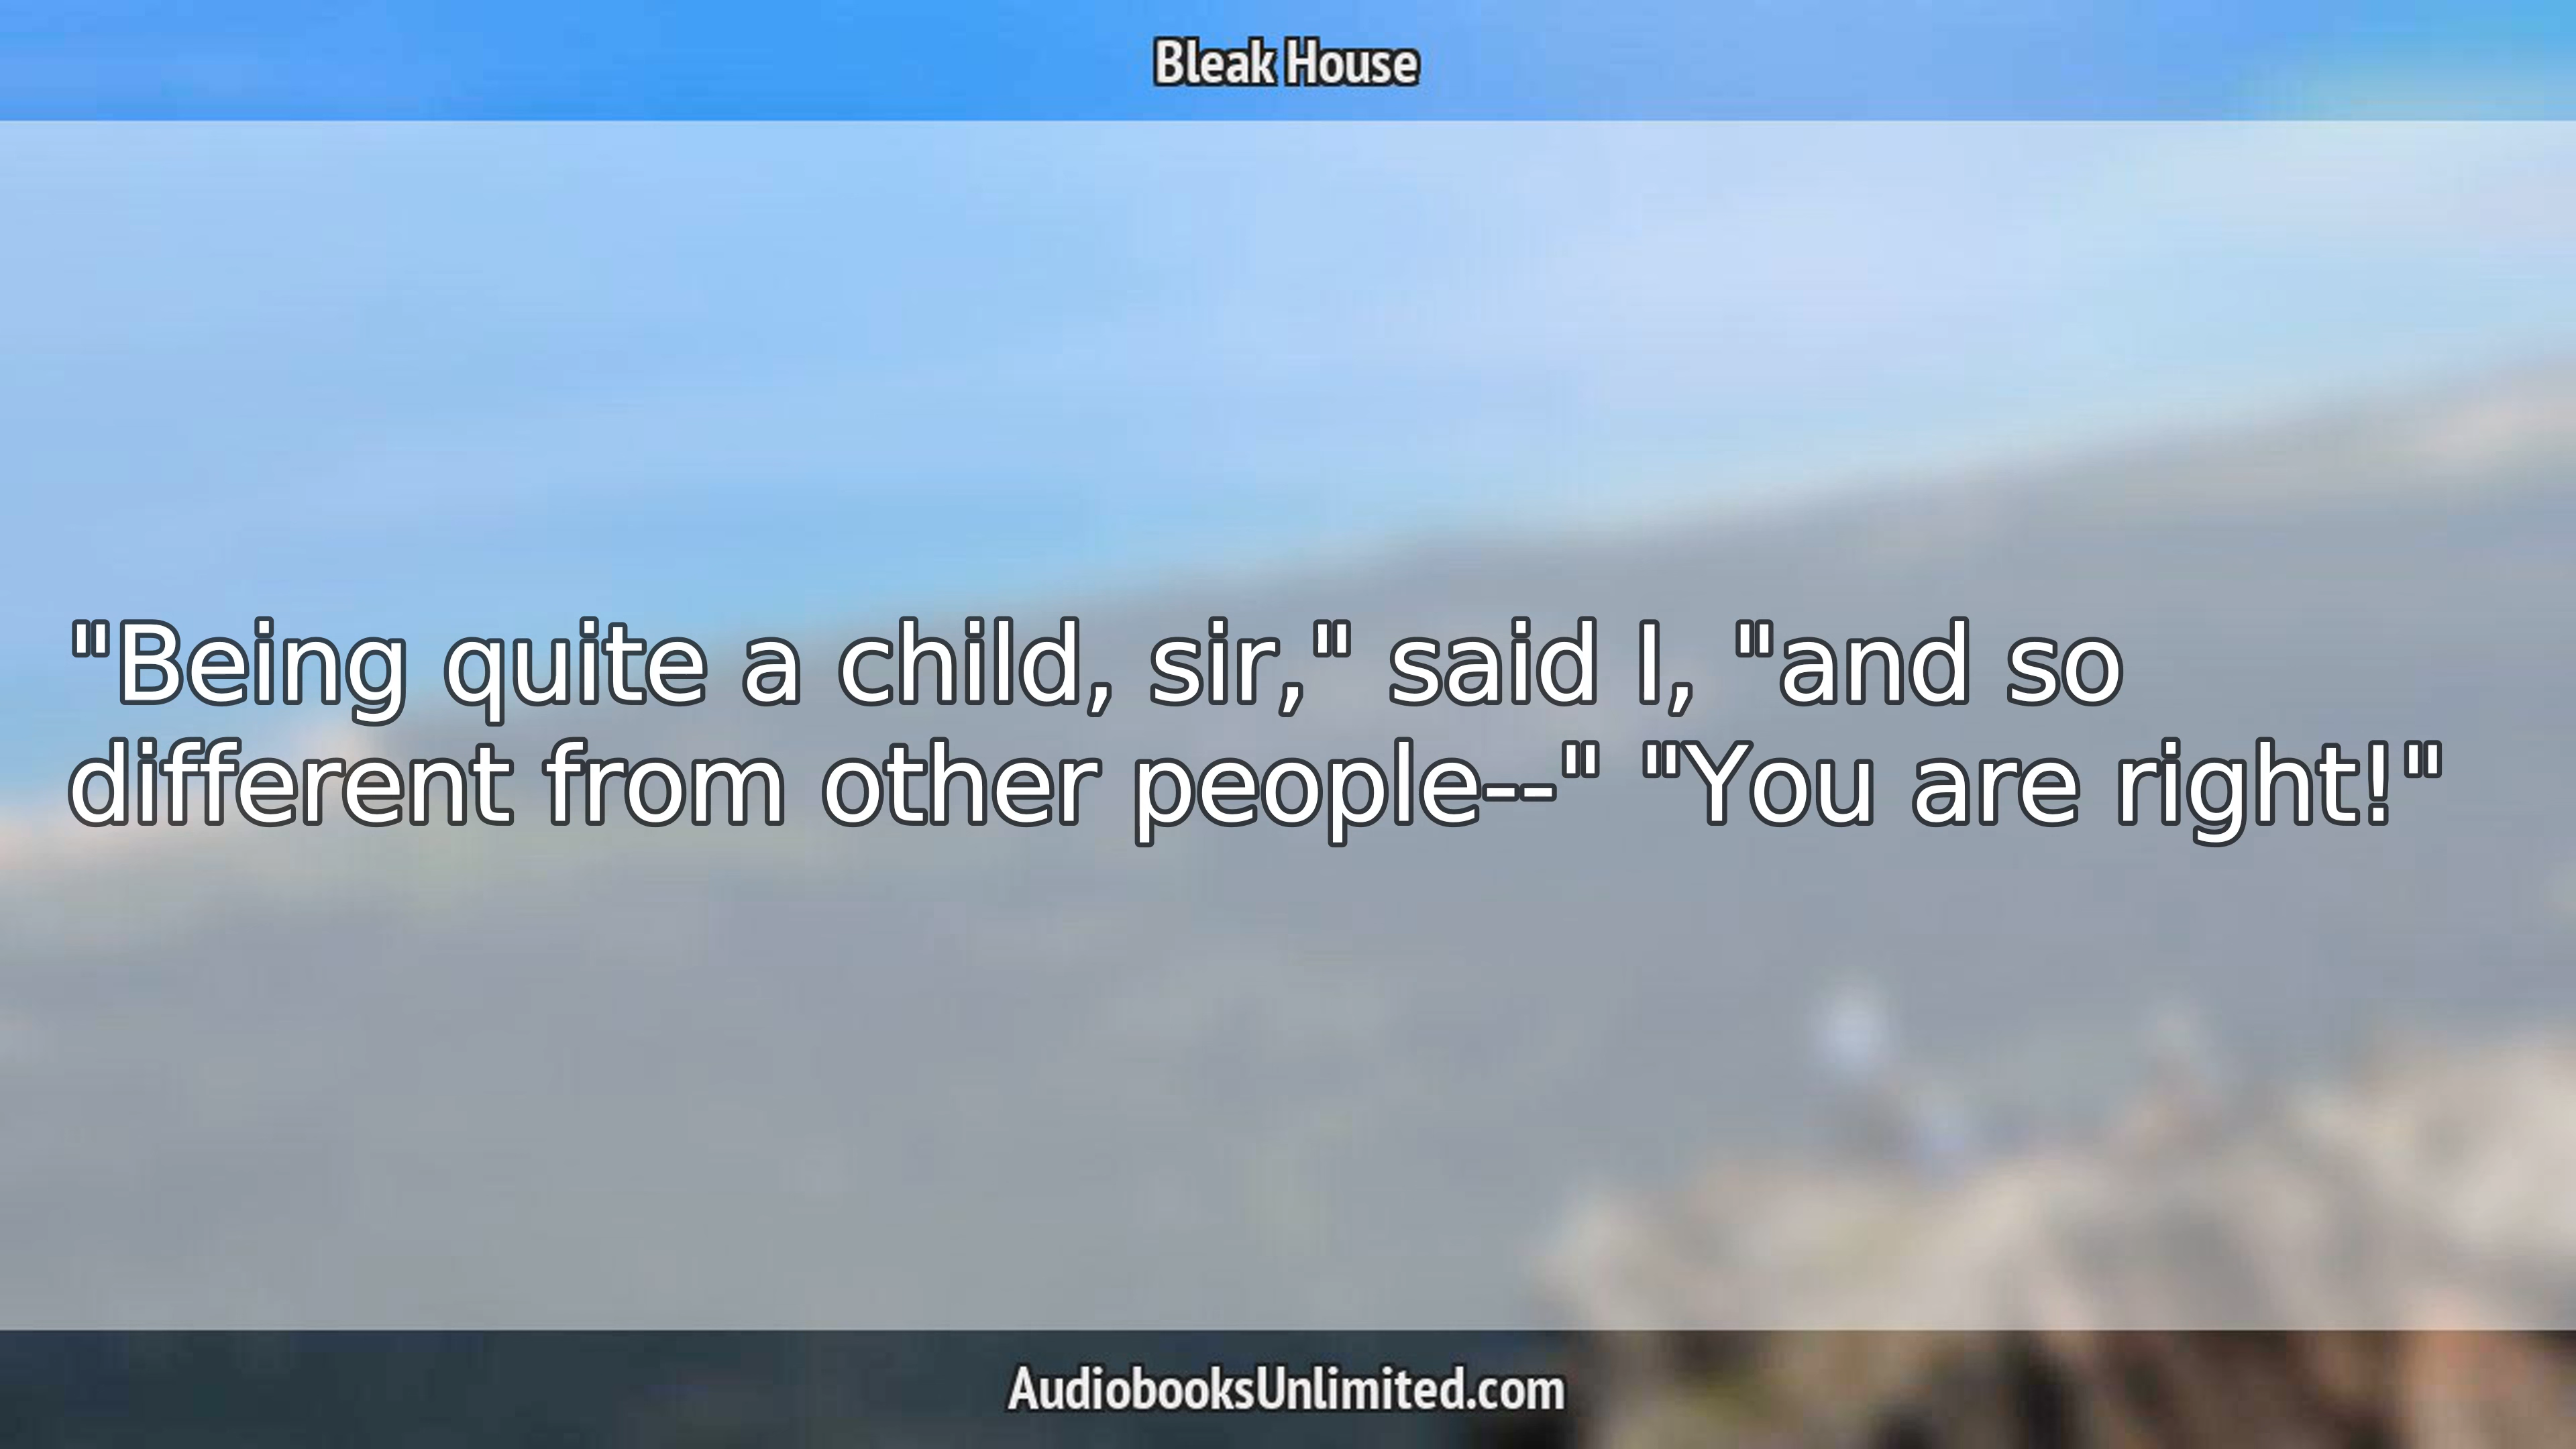 Bleak House
"Being quite a child, sir," said I, "and so
different from other people--" "You are right!"
AudiobooksUnlimited.com